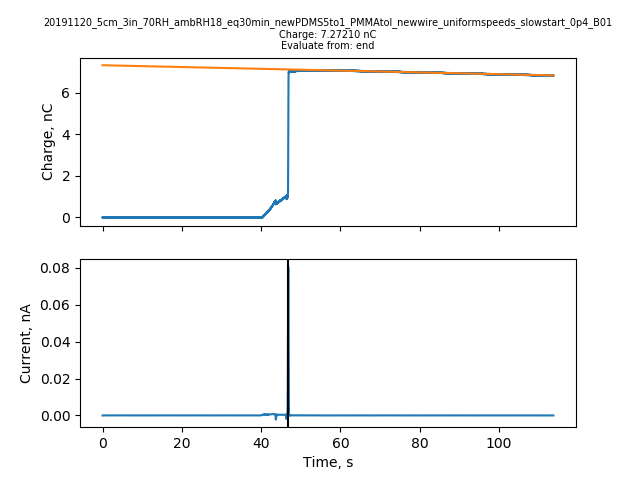 20191120_5cm_3in_70RH_ambRH18_eq30min_newPDMS5to1_PMMAtol_newwire_uniformspeeds_slowstart_0p4_B01
Charge: 7.27210 nC
Evaluate from: end
6
4
2
0
Charge, nC
0.08
0.06
0.04
0.02
0.00
Current, nA
0 20 40 60 80 100
Time, s